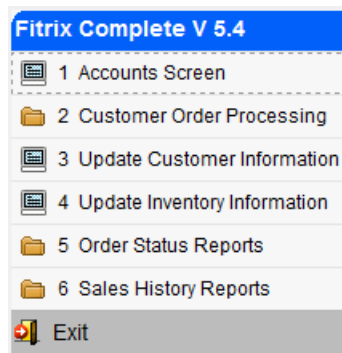 Fitrix Complete V 5.4
1 Accounts Screen
2 Customer Order Processing
3 Update Customer Information
4 Update Inventory Information
5 Order Status Reports
6 Sales History Reports
Exit